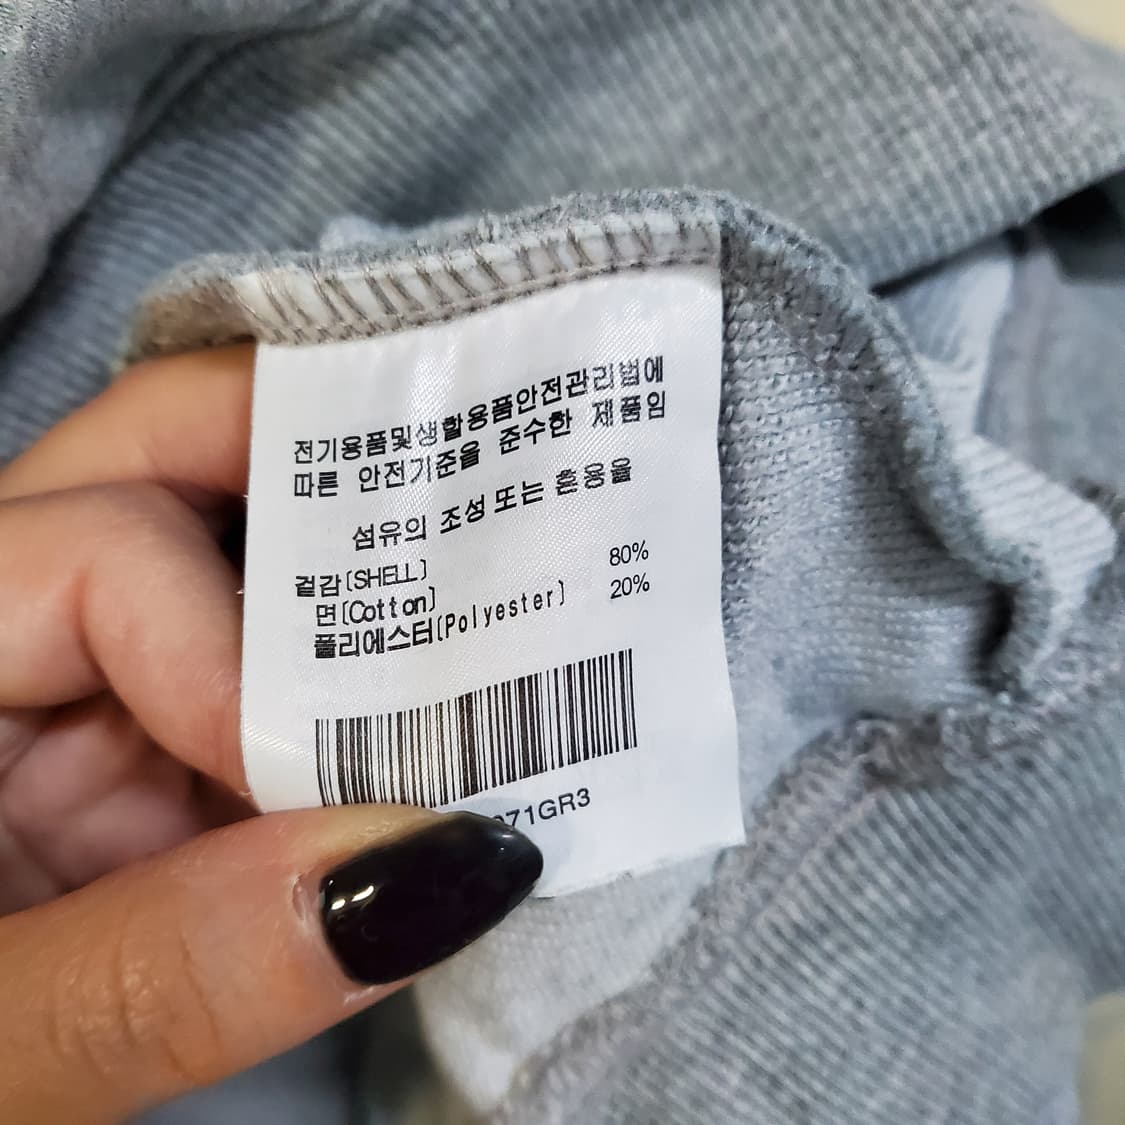 전기용품및생활용품안전관리법에
따른 안전기준을 준수한 제품임
섬유의 조성 또는 혼용율
겉감(SHELL)
면(Cotton) 80%
폴리에스터(Polyester) 20%
071GR3